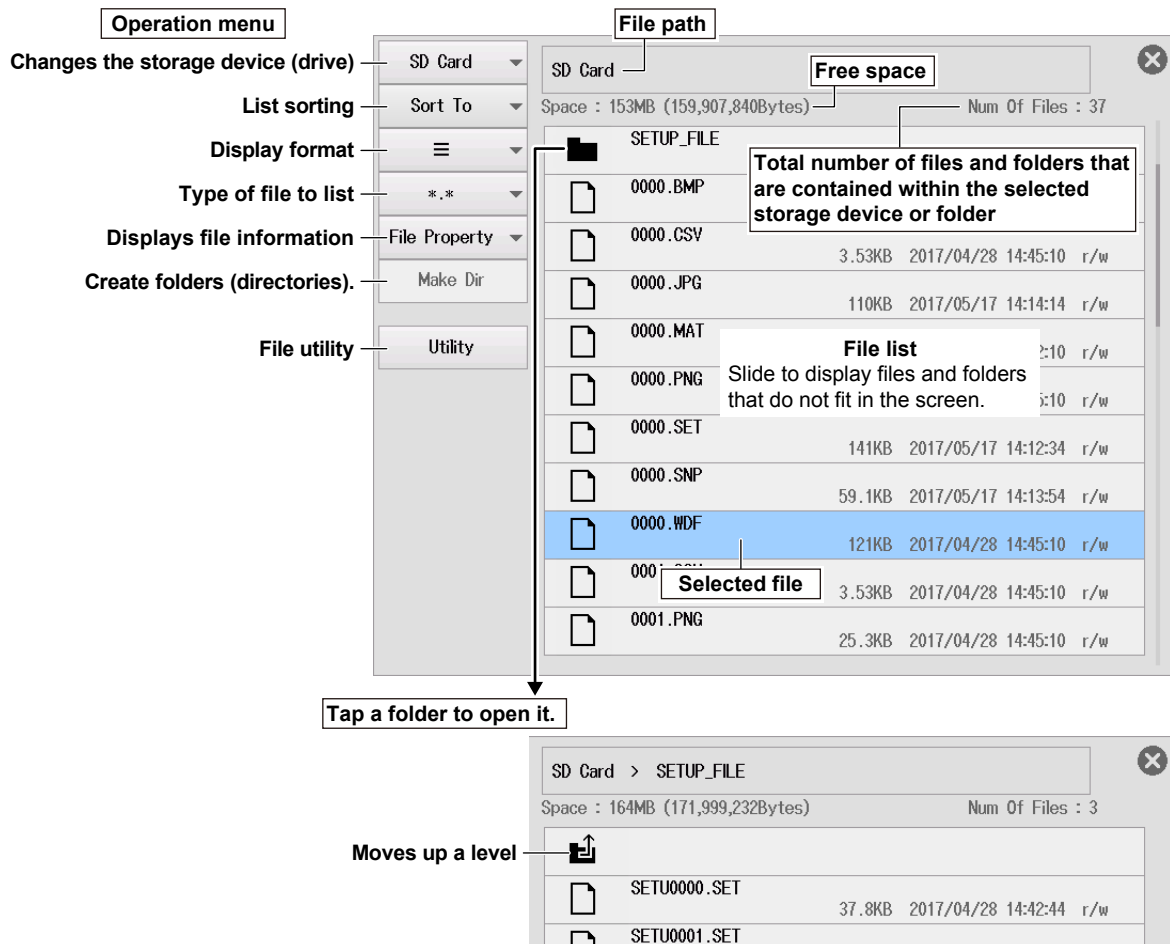 Operation menu
File path
Changes the storage device (drive)
SD Card
SD Card
Free space
List sorting
Sort To
Space : 153MB (159,907,840Bytes)
Num Of Files : 37
Display format
SETUP_FILE
Total number of files and folders that
are contained within the selected
storage device or folder
Type of file to list
*.*
0000.BMP
Displays file information
File Property
0000.CSV
3.53KB 2017/04/28 14:45:10 r/w
Create folders (directories).
Make Dir
0000.JPG
110KB 2017/05/17 14:14:14 r/w
File utility
Utility
0000.MAT
2:10 r/w
File list
Slide to display files and folders
that do not fit in the screen.
0000.PNG
5:10 r/w
0000.SET
141KB 2017/05/17 14:12:34 r/w
0000.SNP
59.1KB 2017/05/17 14:13:54 r/w
0000.WDF
121KB 2017/04/28 14:45:10 r/w
Selected file
3.53KB 2017/04/28 14:45:10 r/w
0001.PNG
25.3KB 2017/04/28 14:45:10 r/w
Tap a folder to open it.
SD Card > SETUP_FILE
Space : 164MB (171,999,232Bytes)
Num Of Files : 3
Moves up a level
SETU0000.SET
37.8KB 2017/04/28 14:42:44 r/w
SETU0001.SET